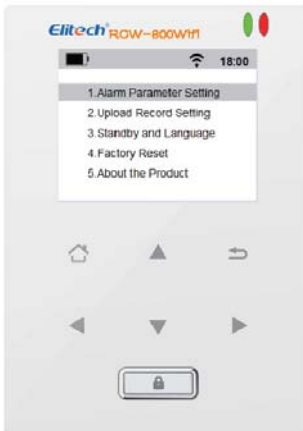 Elitech® RCW-800Wifi
18:00
1.Alarm Parameter Setting
2.Upload Record Setting
3.Standby and Language
4.Factory Reset
5.About the Product